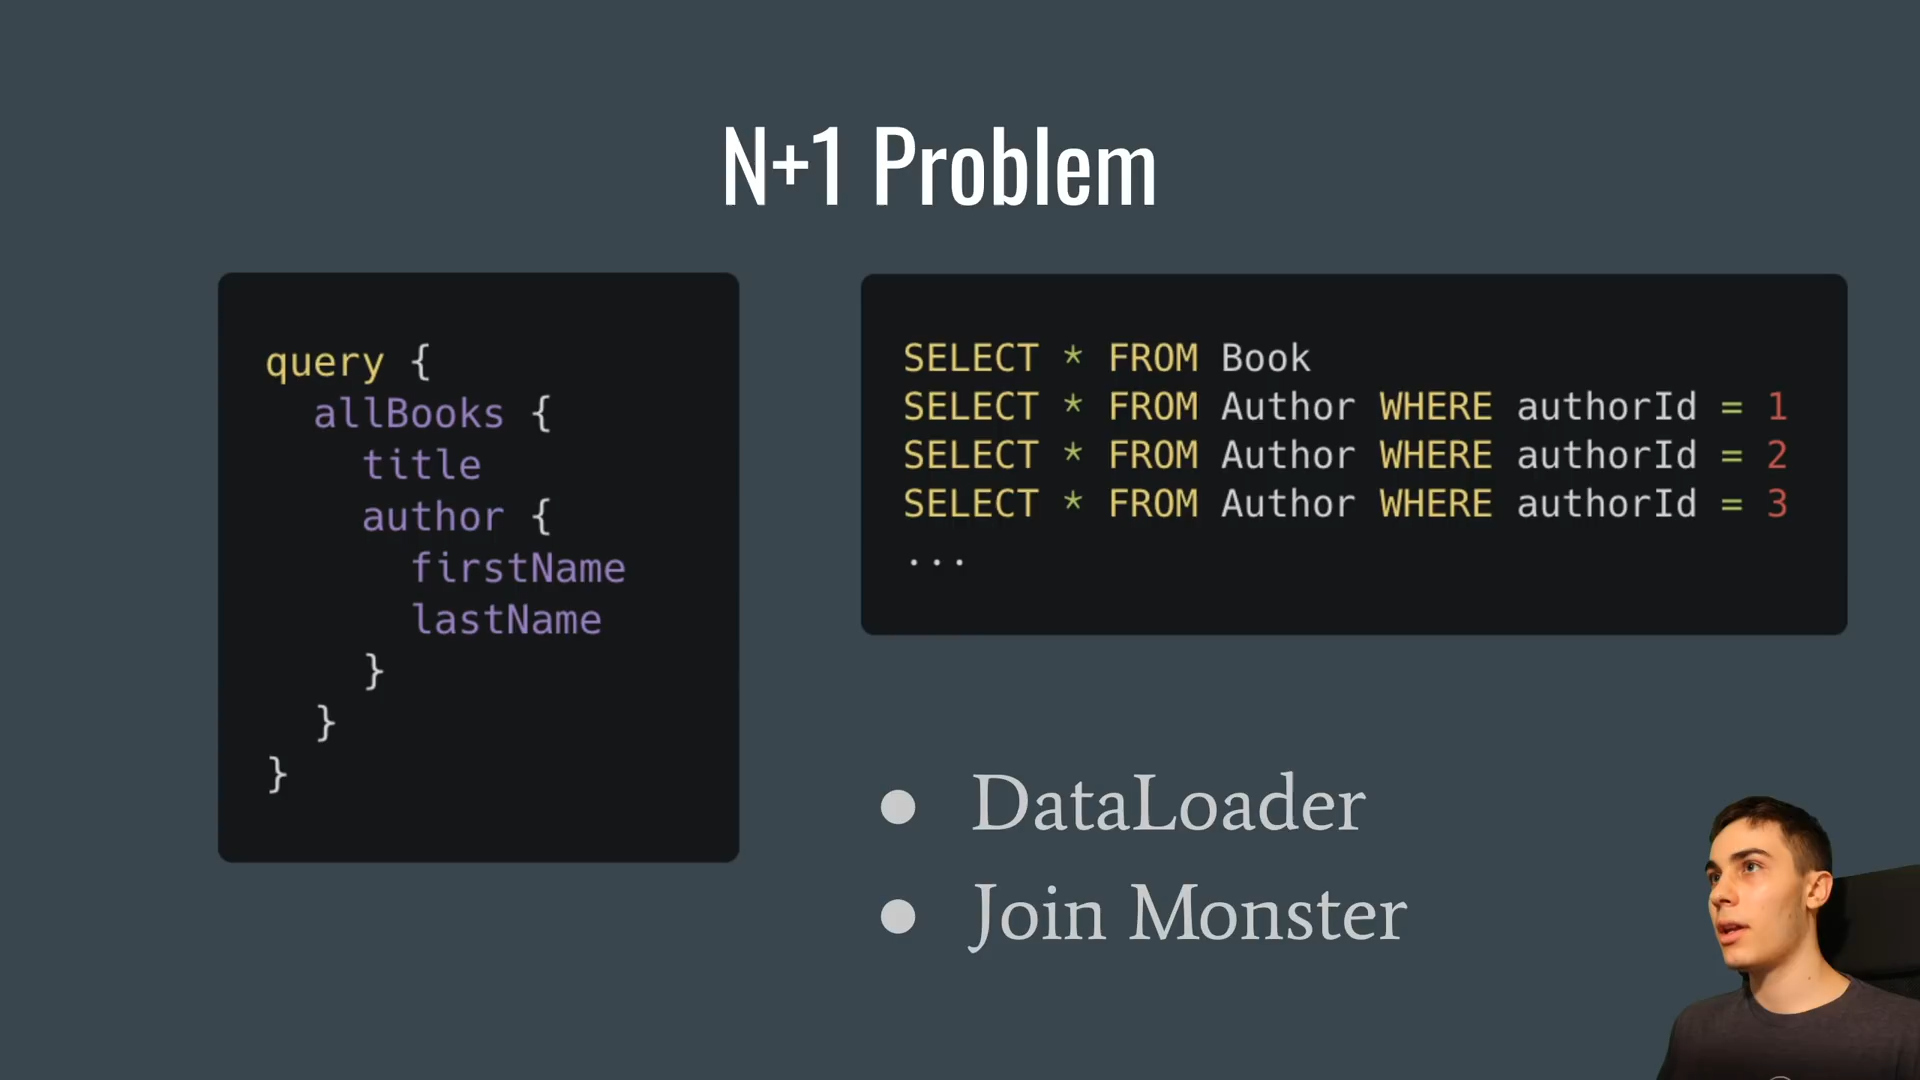 N+1 Problem
query {
allBooks {
title
author {
firstName
lastName
}
}
}
SELECT * FROM Book
SELECT * FROM Author WHERE authorId = 1
SELECT * FROM Author WHERE authorId = 2
SELECT * FROM Author WHERE authorId = 3
...
● DataLoader
● Join Monster